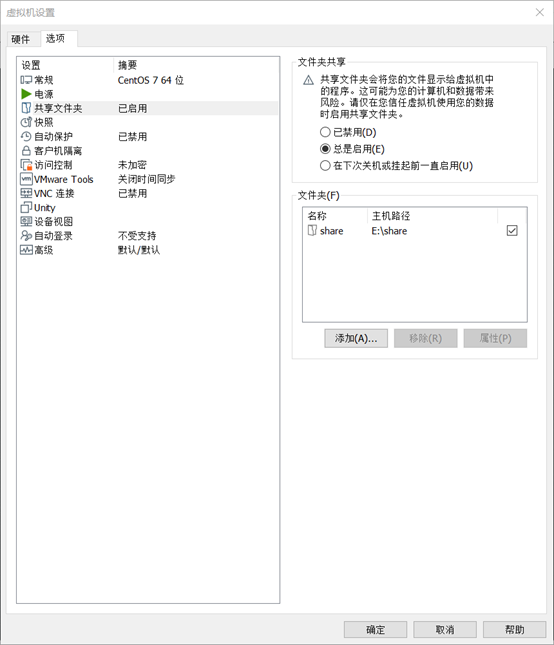 虚拟机设置
硬件 选项
设置 摘要
常规 CentOS 7 64 位
电源
共享文件夹 已启用
快照
自动保护 已禁用
客户机隔离
访问控制 未加密
vm VMware Tools 关闭时间同步
VNC 连接 已禁用
Unity
设备视图
自动登录 不受支持
高级 默认/默认
文件夹共享
共享文件夹会将您的文件显示给虚拟机中
的程序。这可能为您的计算机和数据带来
风险。请仅在您信任虚拟机使用您的数据
时启用共享文件夹。
已禁用(D)
总是启用(E)
在下次关机或挂起前一直启用(U)
文件夹(F)
名称 主机路径
share E:\share
添加(A)... 移除(R) 属性(P)
确定 取消 帮助